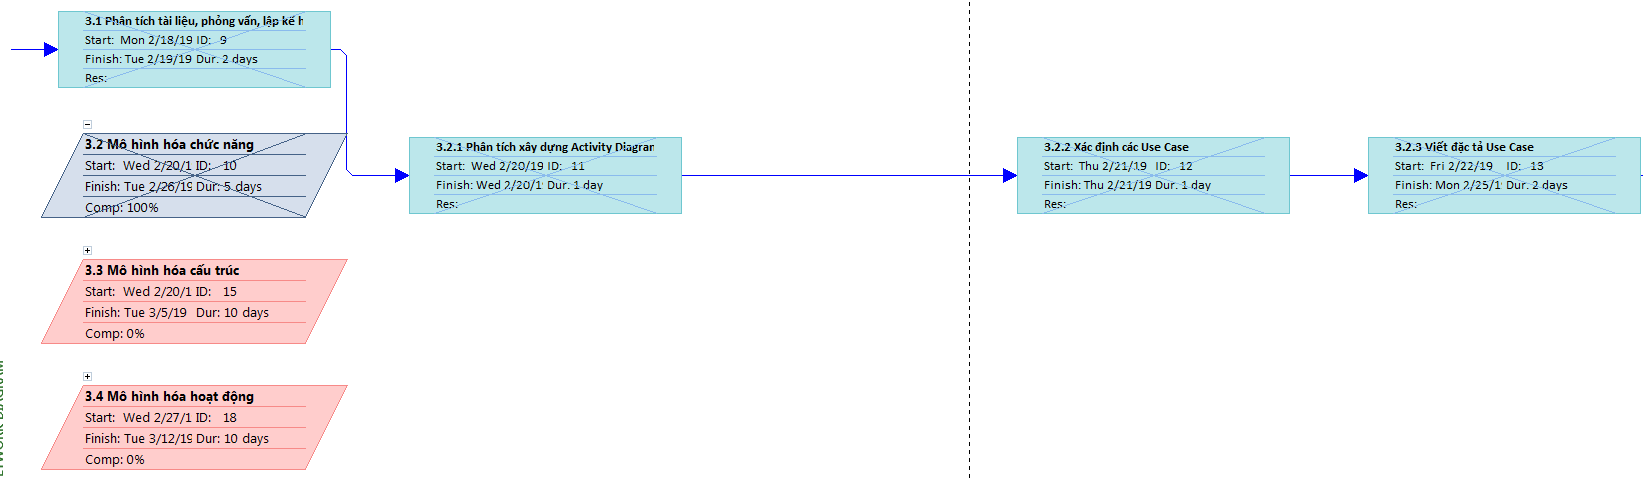 3.1 Phân tích tài liệu, phỏng vấn, lập kế h
Start: Mon 2/18/19 ID: 9
Finish: Tue 2/19/19 Dur: 2 days
Res:
3.2 Mô hình hóa chức năng
Start: Wed 2/20/1 ID: 10
Finish: Tue 2/26/19 Dur: 5 days
Comp: 100%
3.2.1 Phân tích xây dựng Activity Diagram
Start: Wed 2/20/19 ID: 11
Finish: Wed 2/20/1 Dur: 1 day
Res:
3.2.2 Xác định các Use Case
Start: Thu 2/21/19 ID: 12
Finish: Thu 2/21/19 Dur: 1 day
Res:
3.2.3 Viết đặc tả Use Case
Start: Fri 2/22/19 ID: 13
Finish: Mon 2/25/1 Dur: 2 days
Res:
3.3 Mô hình hóa cấu trúc
Start: Wed 2/20/1 ID: 15
Finish: Tue 3/5/19 Dur: 10 days
Comp: 0%
3.4 Mô hình hóa hoạt động
Start: Wed 2/27/1 ID: 18
Finish: Tue 3/12/19 Dur: 10 days
Comp: 0%